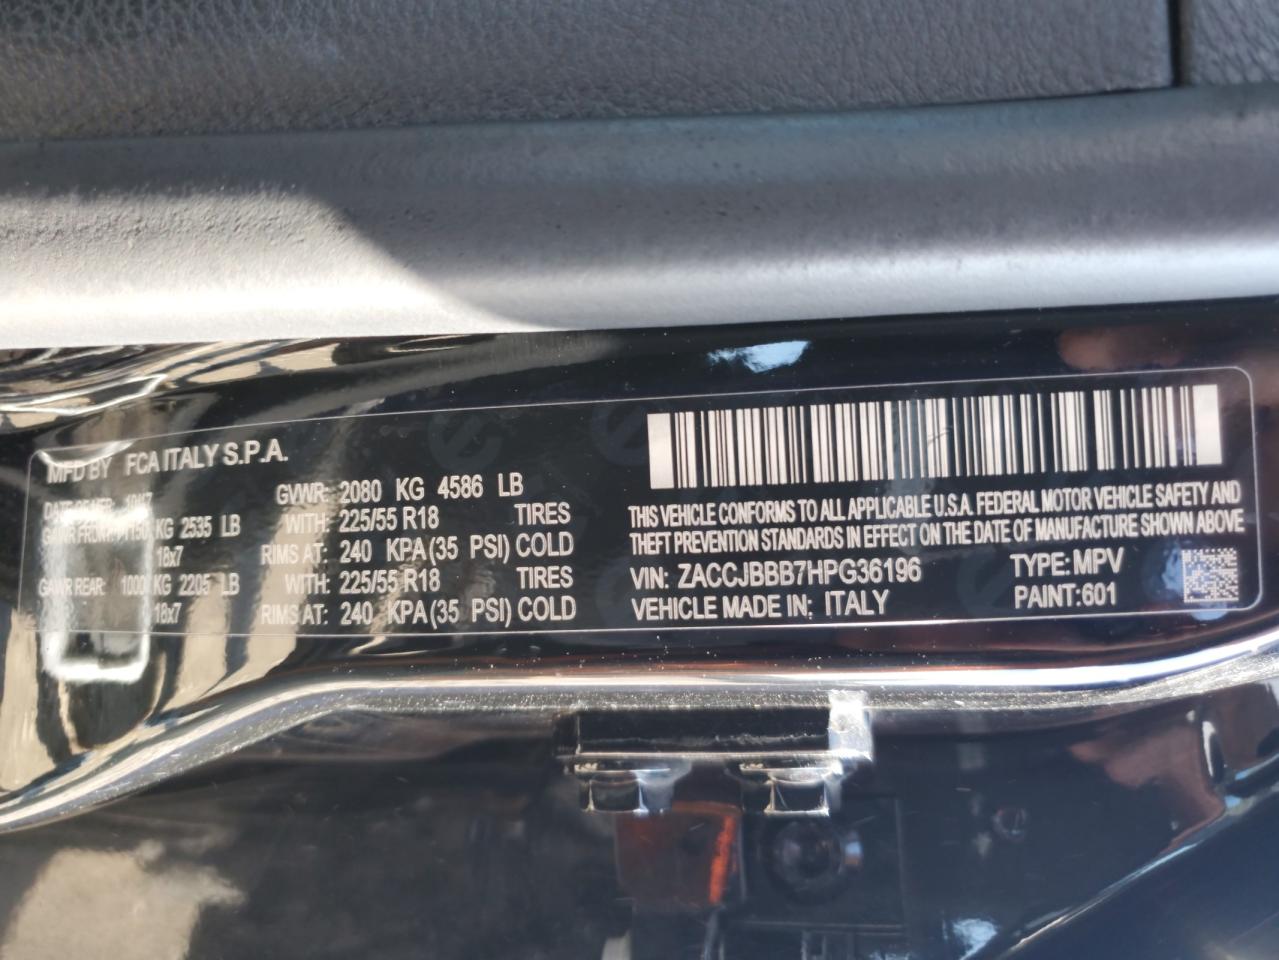 MFD BY FCA ITALY S.P.A.
GVWR: 2080 KG 4586 LB
GAWR FRONT: 1150 KG 2535 LB WITH: 225/55 R18 TIRES
18x7 RIMS AT: 240 KPA(35 PSI) COLD
GAWR REAR: 1000 KG 2205 LB WITH: 225/55 R18 TIRES
18x7 RIMS AT: 240 KPA(35 PSI) COLD
THIS VEHICLE CONFORMS TO ALL APPLICABLE U.S.A. FEDERAL MOTOR VEHICLE SAFETY AND
THEFT PREVENTION STANDARDS IN EFFECT ON THE DATE OF MANUFACTURE SHOWN ABOVE
VIN: ZACCJBBB7HPG36196 TYPE: MPV
VEHICLE MADE IN: ITALY PAINT:601